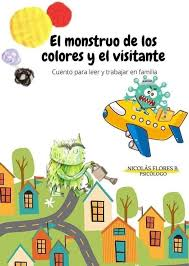 El monstruo de los
colores y el visitante
Cuento para leer y trabajar en familia
NICOLÁS FLORES B.
PSICÓLOGO